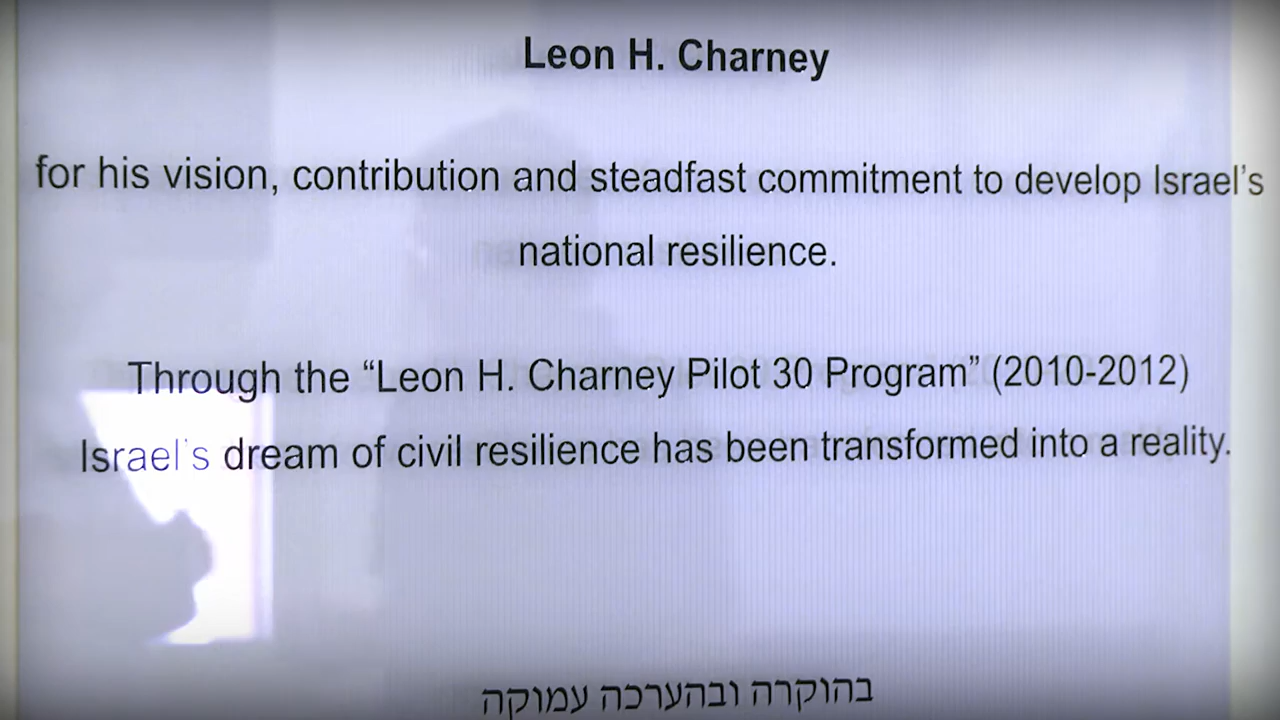 Leon H. Charney
for his vision, contribution and steadfast commitment to develop Israel’s
national resilience.
Through the “Leon H. Charney Pilot 30 Program” (2010-2012)
Israel’s dream of civil resilience has been transformed into a reality.
בהוקרה ובהערכה עמוקה